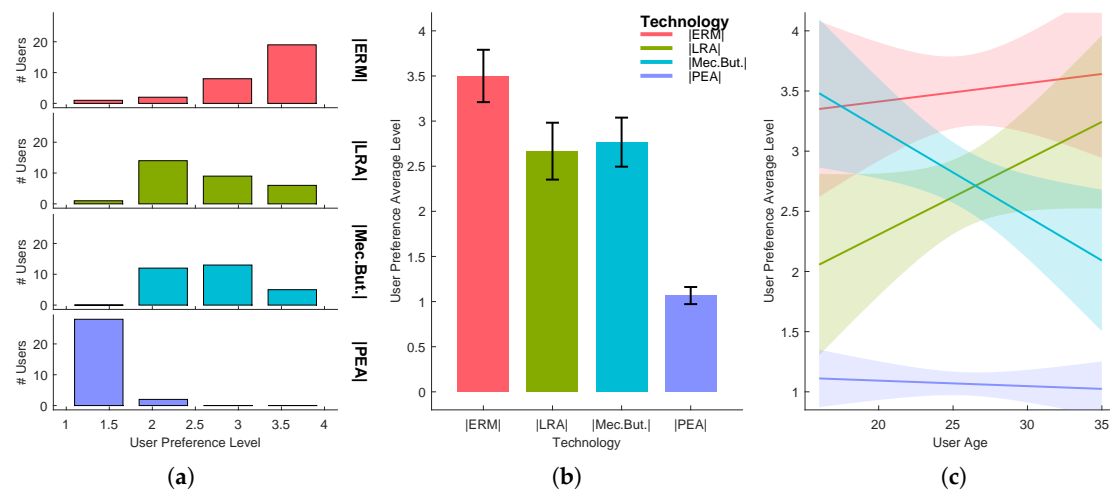 # Users
20
10
0
|ERM|
# Users
20
10
0
|LRA|
# Users
20
10
0
|Mec.But.|
# Users
20
10
0
|PEA|
1 1.5 2 2.5 3 3.5 4
User Preference Level
(a)
User Preference Average Level
4
3.5
3
2.5
2
1.5
1
0.5
0
Technology
|ERM|
|LRA|
|Mec.But.|
|PEA|
|ERM| |LRA| |Mec.But.| |PEA|
Technology
(b)
User Preference Average Level
4
3.5
3
2.5
2
1.5
1
20 25 30 35
User Age
(c)